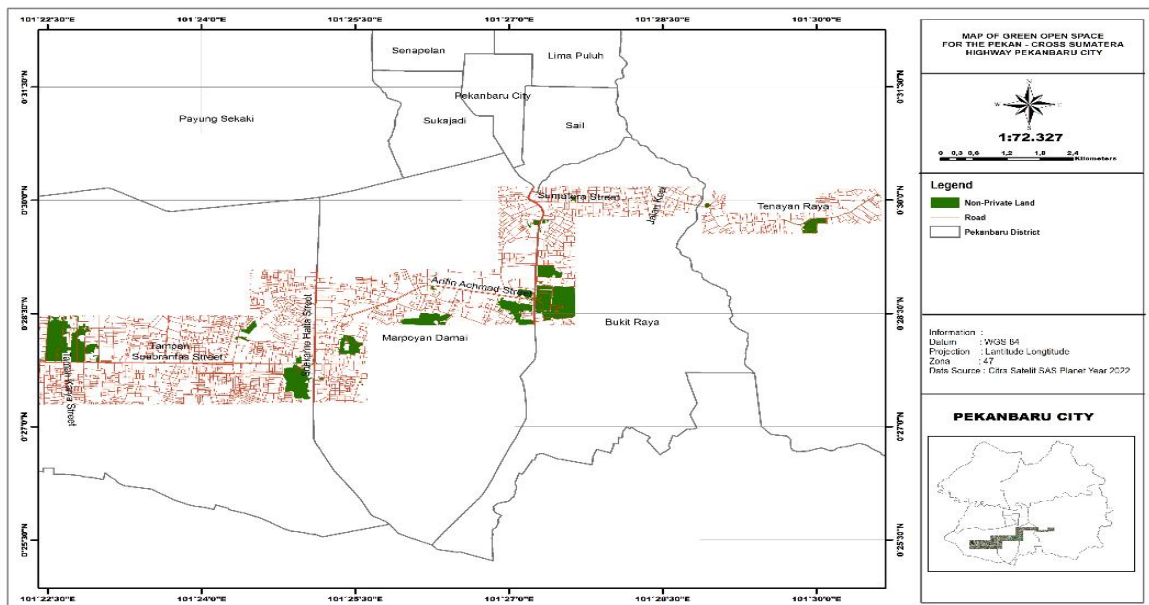 101°22'30"E 101°24'0"E 101°25'30"E 101°27'0"E 101°28'30"E 101°30'0"E
Senapelan
Lima Puluh
0°31'30"N
0°31'30"N
Pekanbaru City
Payung Sekaki
Sukajadi
Sail
0°30'0"N
0°30'0"N
Sumatera Street
Jalan
Tenayan Raya
Arifin Achmad Street
0°28'30"N
0°28'30"N
Bukit Raya
Marpoyan Damai
Soekarno Hatta Street
Tampan
Soebrantas Street
Street
0°27'0"N
0°27'0"N
0°25'30"N
0°25'30"N
101°22'30"E 101°24'0"E 101°25'30"E 101°27'0"E 101°28'30"E 101°30'0"E
MAP OF GREEN OPEN SPACE
FOR THE PEKAN - CROSS SUMATERA
HIGHWAY PEKANBARU CITY
N
W E
S
1:72.327
0 0,3 0,6 1,2 1,8 2,4
Kilometers
Legend
Non-Private Land
Road
Pekanbaru District
Information :
Datum : WGS 84
Projection : Lantitude Longtitude
Zona : 47
Data Source : Citra Satelit SAS Planet Year 2022
PEKANBARU CITY